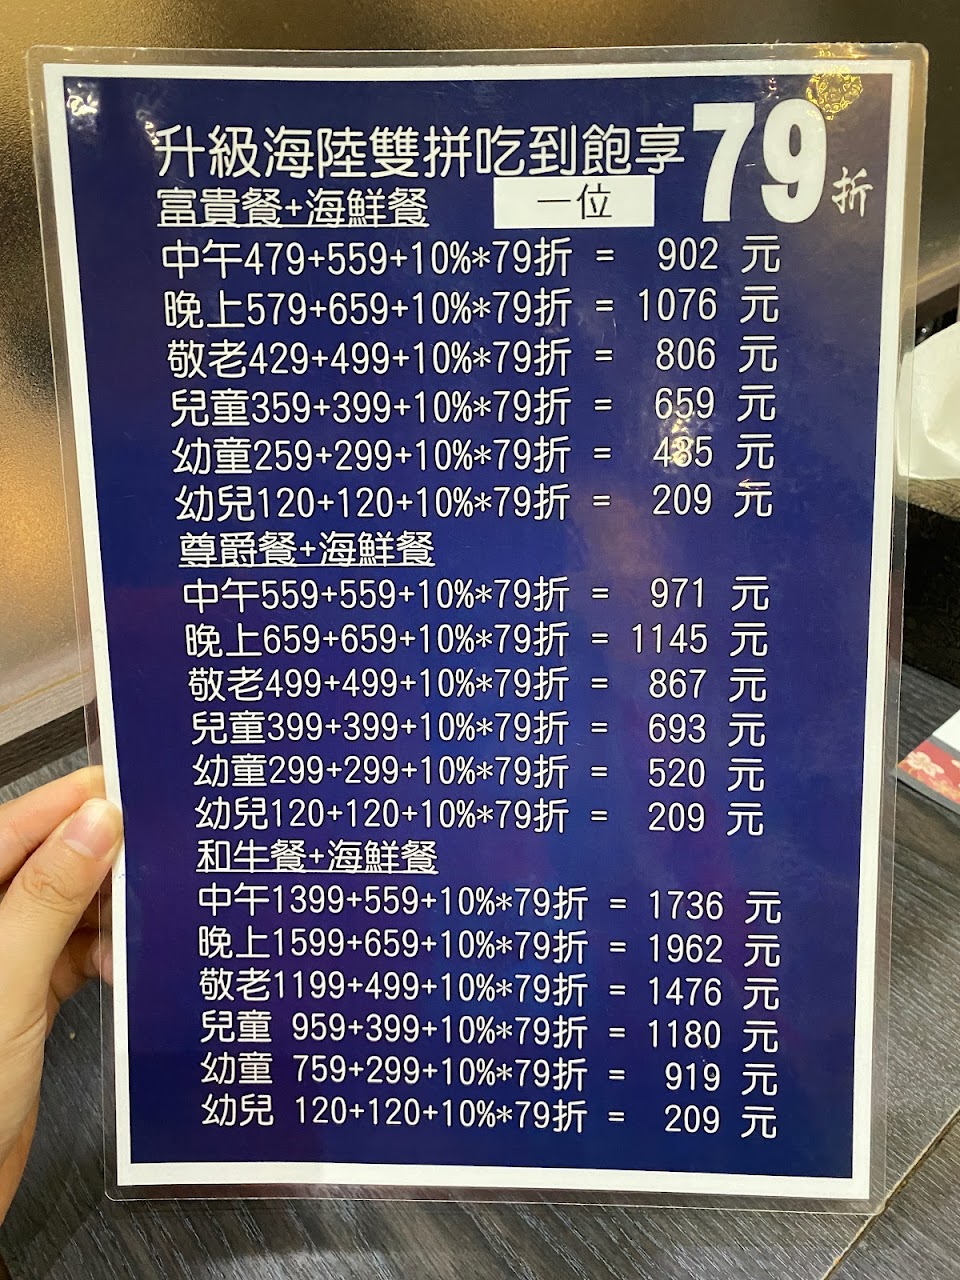 升級海陸雙拼吃到飽享79折
富貴餐+海鮮餐 一位
中午479+559+10%*79折 = 902 元
晚上579+659+10%*79折 = 1076 元
敬老429+499+10%*79折 = 806 元
兒童359+399+10%*79折 = 659 元
幼童259+299+10%*79折 = 485 元
幼兒120+120+10%*79折 = 209 元
尊爵餐+海鮮餐
中午559+559+10%*79折 = 971 元
晚上659+659+10%*79折 = 1145 元
敬老499+499+10%*79折 = 867 元
兒童399+399+10%*79折 = 693 元
幼童299+299+10%*79折 = 520 元
幼兒120+120+10%*79折 = 209 元
和牛餐+海鮮餐
中午1399+559+10%*79折 = 1736 元
晚上1599+659+10%*79折 = 1962 元
敬老1199+499+10%*79折 = 1476 元
兒童 959+399+10%*79折 = 1180 元
幼童 759+299+10%*79折 = 919 元
幼兒 120+120+10%*79折 = 209 元